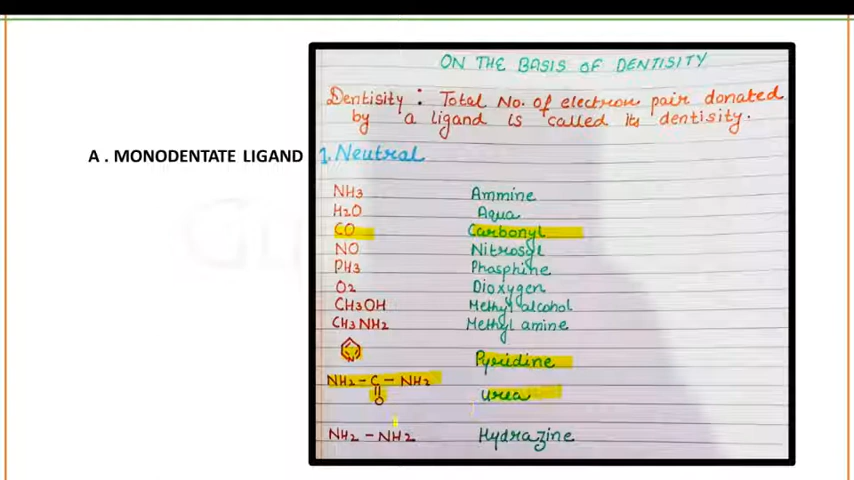 ON THE BASIS OF DENTISITY
Dentisity : Total No. of electron pair donated
by a ligand is called its dentisity.
A . MONODENTATE LIGAND
1. Neutral
NH3 Ammine
H2O Aqua
CO Carbonyl
NO Nitrosyl
PH3 Phasphine
O2 Dioxygen
CH3OH Methyl alcohol
CH3NH2 Methyl amine
N Pyridine
NH2 - C - NH2 urea
O
NH2 - NH2 Hydrazine